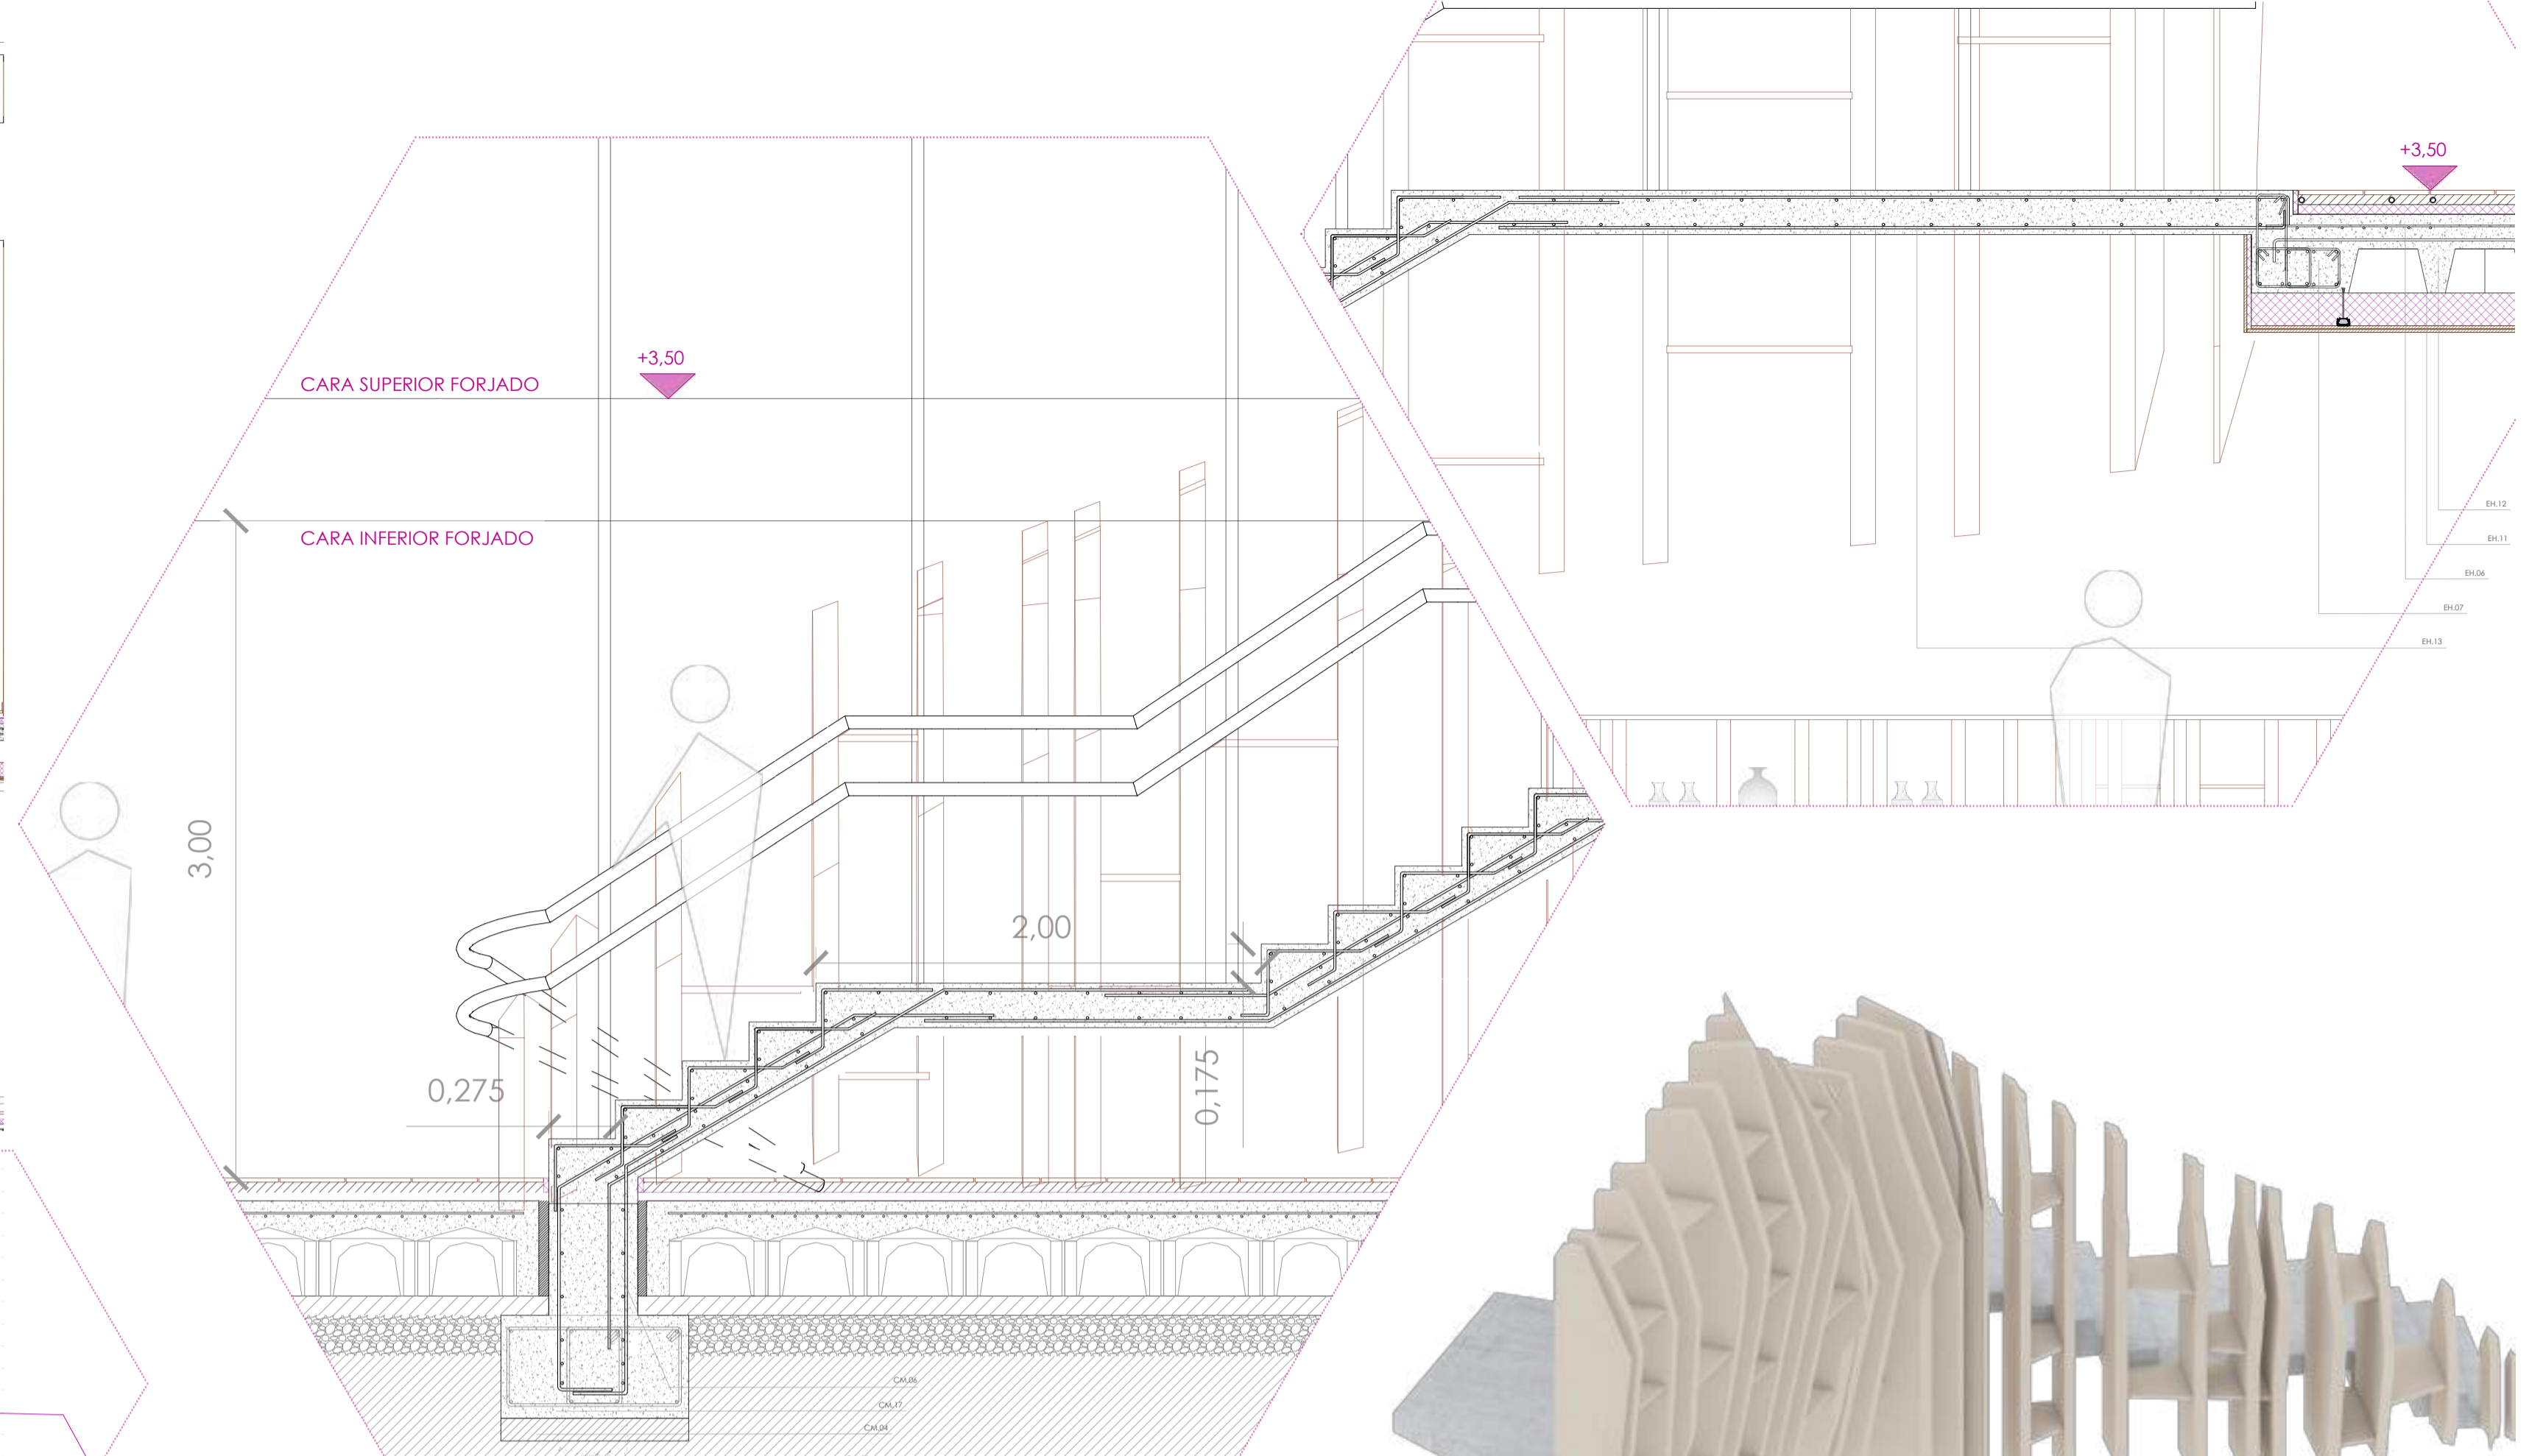 +3,50
+3,50
CARA SUPERIOR FORJADO
CARA INFERIOR FORJADO
EH.12
EH.11
EH.06
EH.07
EH.13
3,00
2,00
0,275
0,175
CM.06
CM.17
CM.04